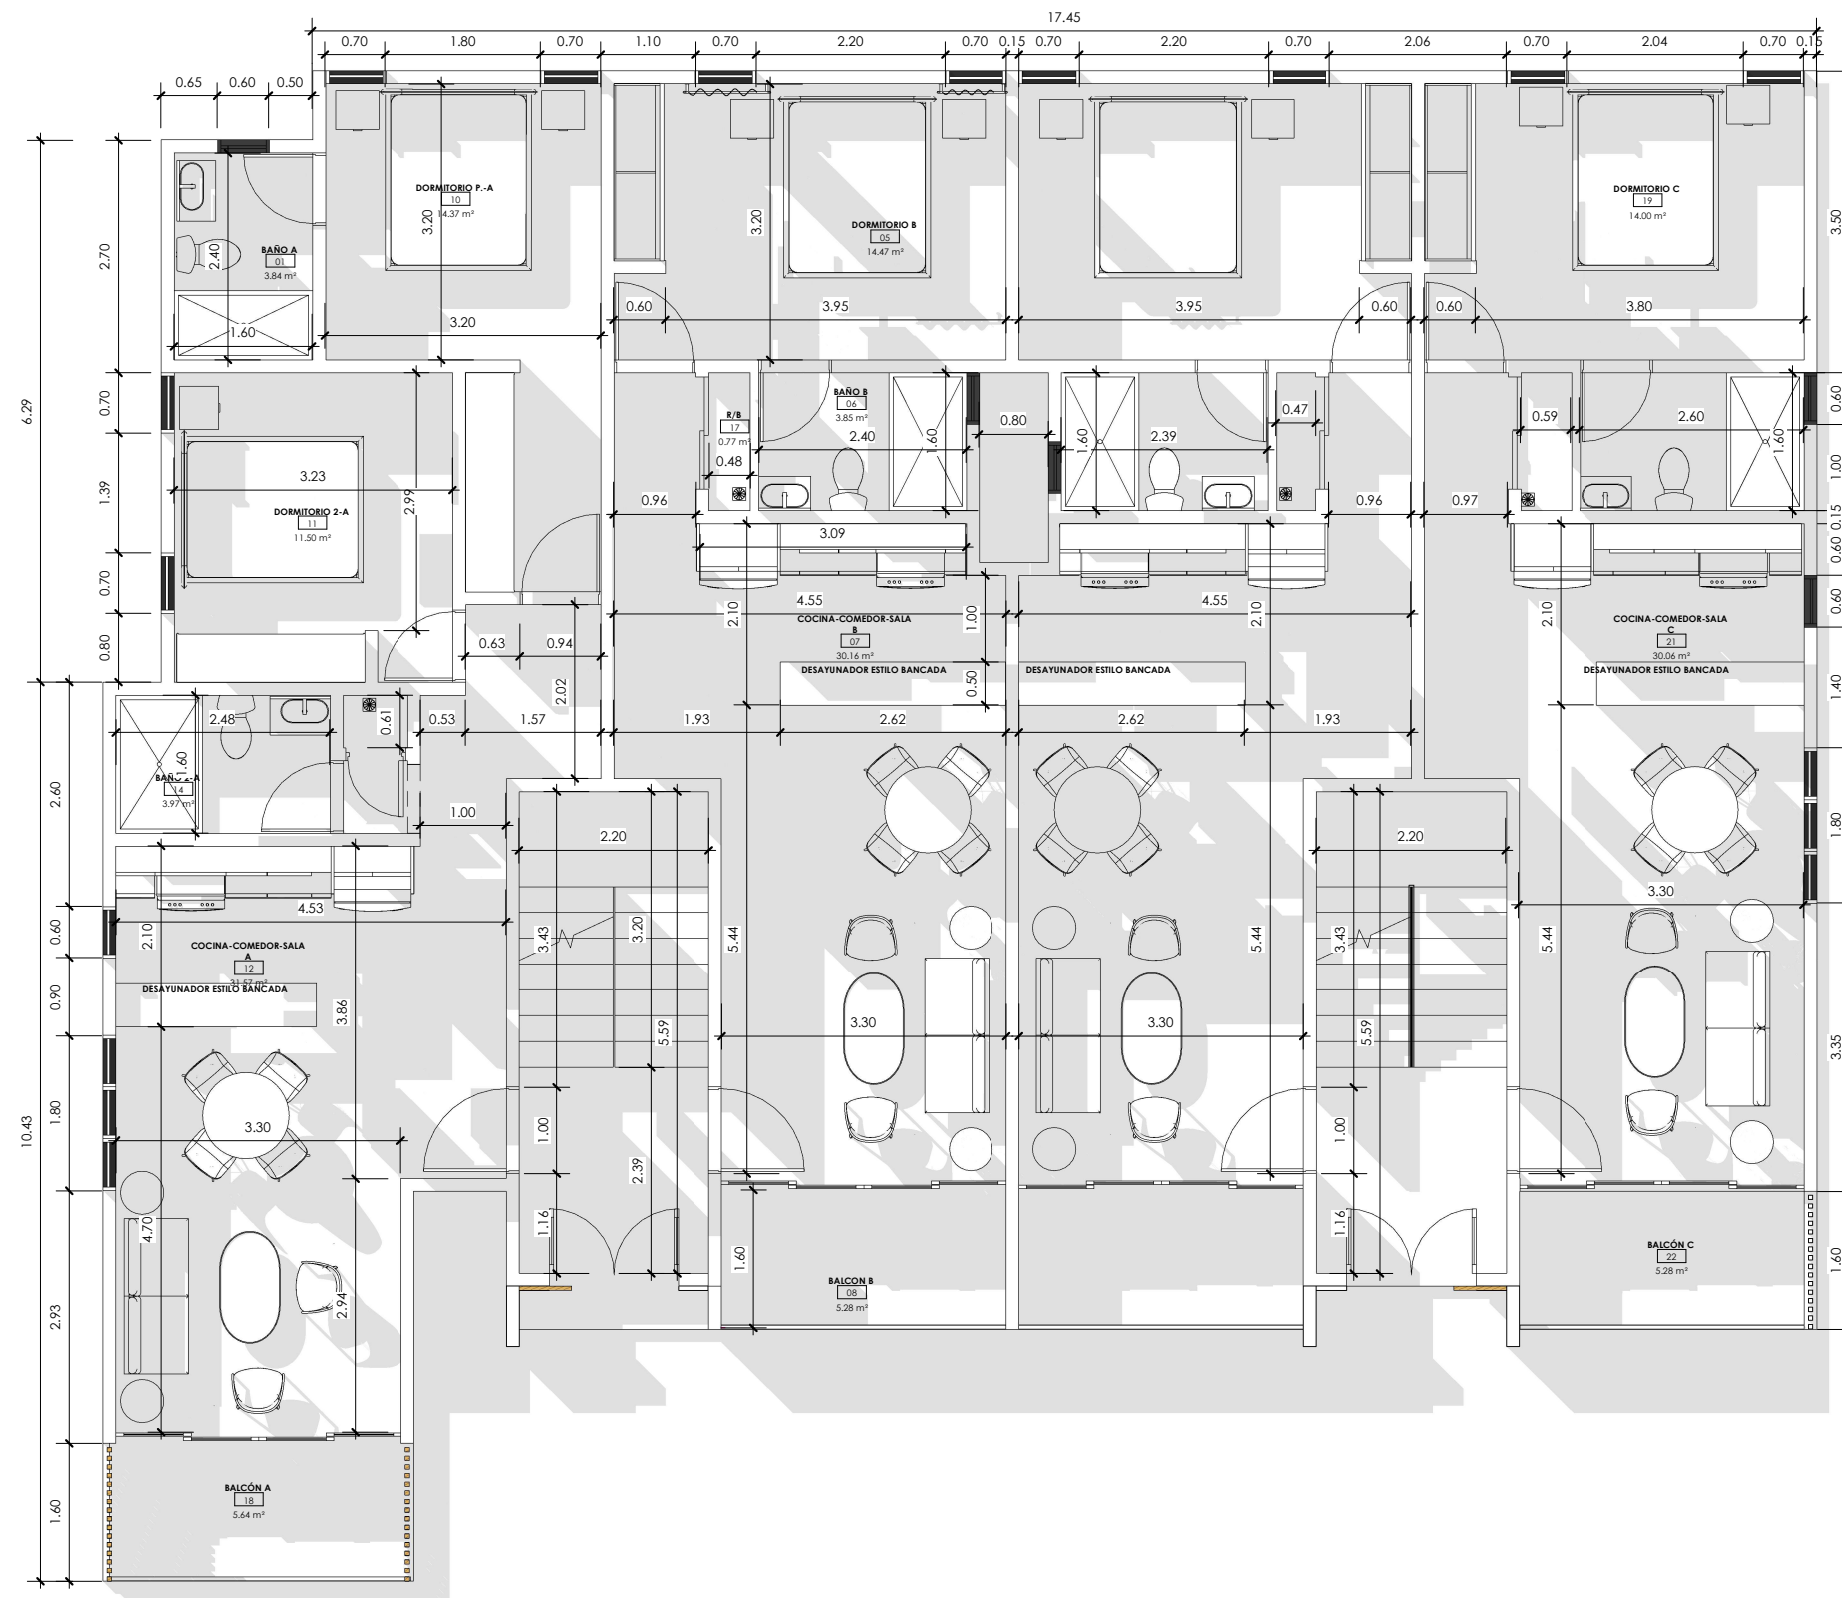 17.45
0.70 1.80 0.70 1.10 0.70 2.20 0.70 0.15 0.70 2.20 0.70 2.06 0.70 2.04 0.70 0.15
0.65 0.60 0.50
DORMITORIO P.-A
10
14.37 m²
3.20
3.20
BAÑO A
01
3.84 m²
2.40
1.60
2.70
6.29
3.20
DORMITORIO B
05
14.47 m²
0.60 3.95
3.95 0.60
DORMITORIO C
19
14.00 m²
0.60 3.80
3.50
0.70
1.39
0.70
0.80
3.23
DORMITORIO 2-A
11
11.50 m²
2.99
R/B
17
0.77 m²
0.48
BAÑO B
06
3.85 m²
2.40
1.60
0.80
1.60
2.39
0.47
0.59
2.60
1.60
0.60
1.00
0.15
0.60
0.60
1.40
0.96
3.09
0.96
0.97
4.55
4.55
2.10
2.10
2.10
1.00
0.50
COCINA-COMEDOR-SALA
B
07
30.16 m²
DESAYUNADOR ESTILO BANCADA
DESAYUNADOR ESTILO BANCADA
COCINA-COMEDOR-SALA
C
21
30.06 m²
DESAYUNADOR ESTILO BANCADA
0.63 0.94
2.02
2.48
0.61
0.53 1.57
1.93 2.62
2.62 1.93
1.60
BAÑO 2-A
14
3.97 m²
2.60
1.00
2.20
2.20
1.80
3.30
4.53
0.60
2.10
COCINA-COMEDOR-SALA
A
12
31.57 m²
DESAYUNADOR ESTILO BANCADA
0.90
3.86
3.43
3.20
5.44
5.44
3.43
5.44
5.59
3.30
3.30
5.59
3.35
10.43
1.80
3.30
1.00
2.39
1.00
1.16
1.16
4.70
2.94
2.93
1.60
BALCON B
08
5.28 m²
BALCÓN C
22
5.28 m²
1.60
BALCÓN A
18
5.64 m²
1.60